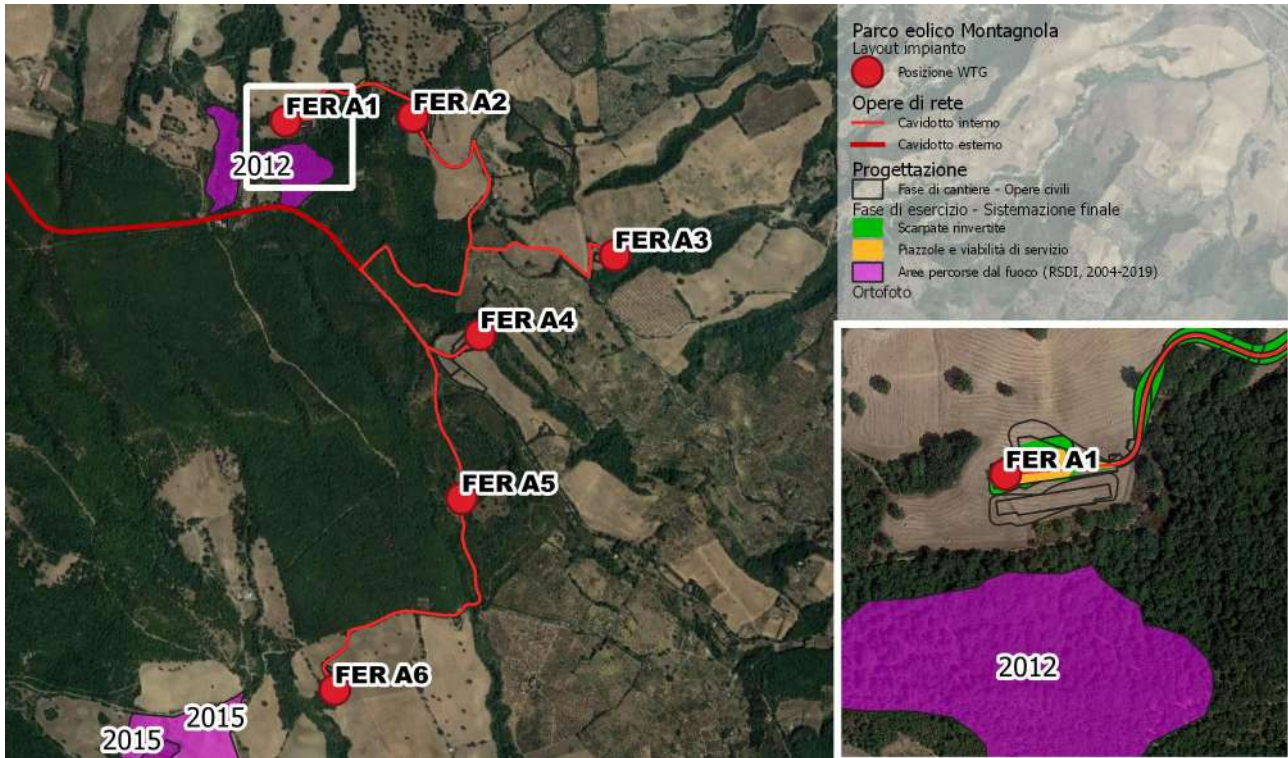 FER A1
FER A2
2012
FER A3
FER A4
FER A5
FER A6
2015
2015
Parco eolico Montagnola
Layout impianto
Posizione WTG
Opere di rete
Cavidotto interno
Cavidotto esterno
Progettazione
Fase di cantiere - Opere civili
Fase di esercizio - Sistemazione finale
Scarpate rinvertite
Piazzole e viabilità di servizio
Aree percorse dal fuoco (RSDI, 2004-2019)
Ortofoto
FER A1
2012